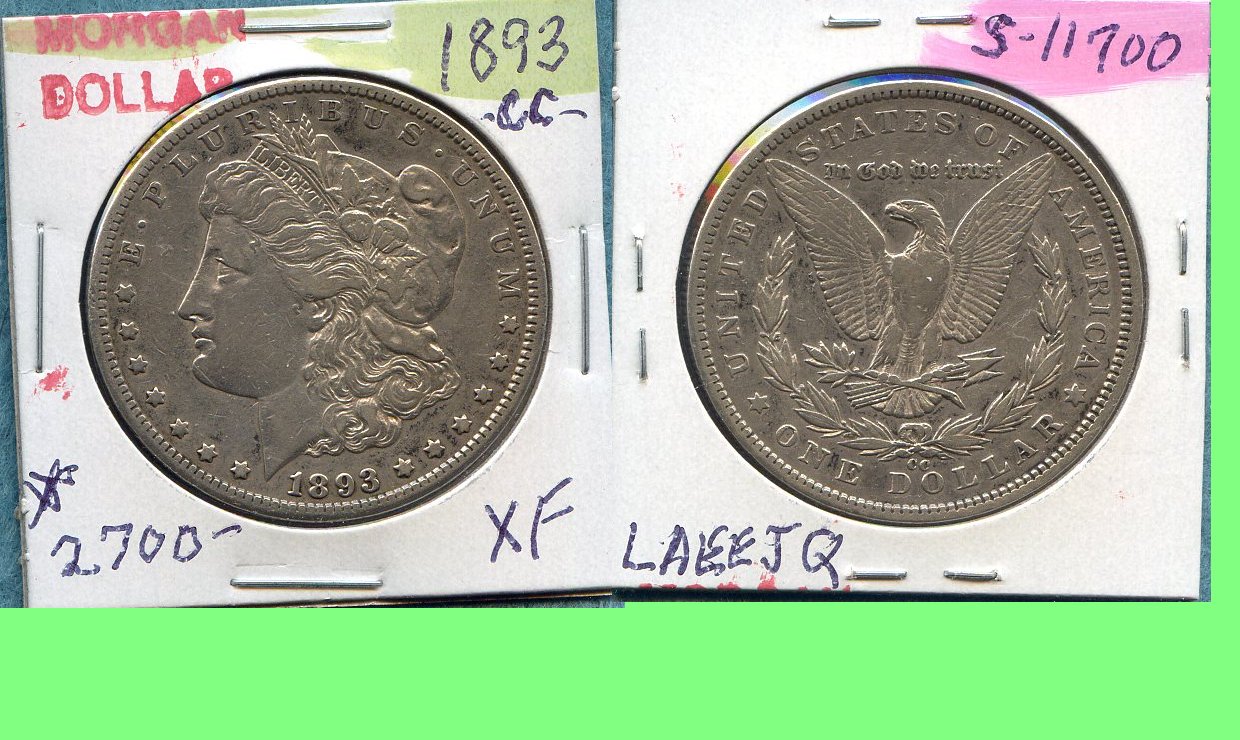 MORGAN
DOLLAR
1893
-CC-
E · PLURIBUS · UNUM
LIBERTY
1893
2700-
XF
S-11700
UNITED STATES OF AMERICA
In God we trust
CC
ONE DOLLAR
LAEEJQ